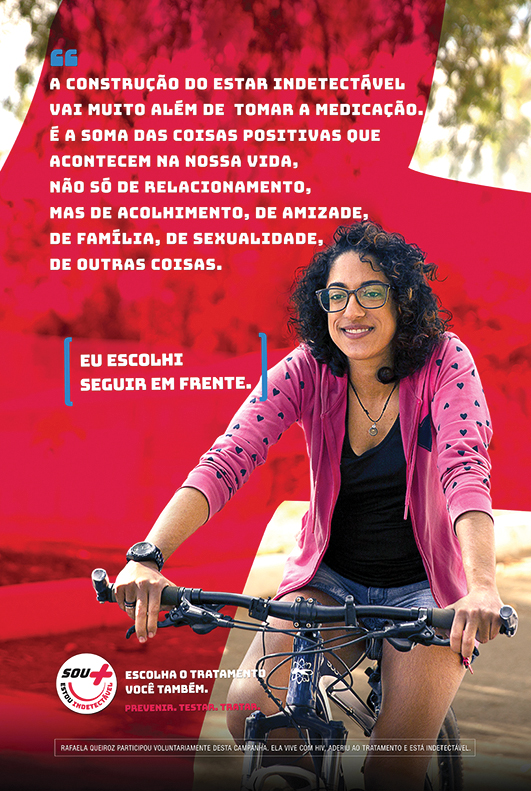 “
A CONSTRUÇÃO DO ESTAR INDETECTÁVEL
VAI MUITO ALÉM DE TOMAR A MEDICAÇÃO.
É A SOMA DAS COISAS POSITIVAS QUE
ACONTECEM NA NOSSA VIDA,
NÃO SÓ DE RELACIONAMENTO,
MAS DE ACOLHIMENTO, DE AMIZADE,
DE FAMÍLIA, DE SEXUALIDADE,
DE OUTRAS COISAS.
[EU ESCOLHI
SEGUIR EM FRENTE.]
SOU+
ESTOU INDETECTÁVEL
ESCOLHA O TRATAMENTO
VOCÊ TAMBÉM.
PREVENIR. TESTAR. TRATAR.
RAFAELA QUEIROZ PARTICIPOU VOLUNTARIAMENTE DESTA CAMPANHA. ELA VIVE COM HIV, ADERIU AO TRATAMENTO E ESTÁ INDETECTÁVEL.